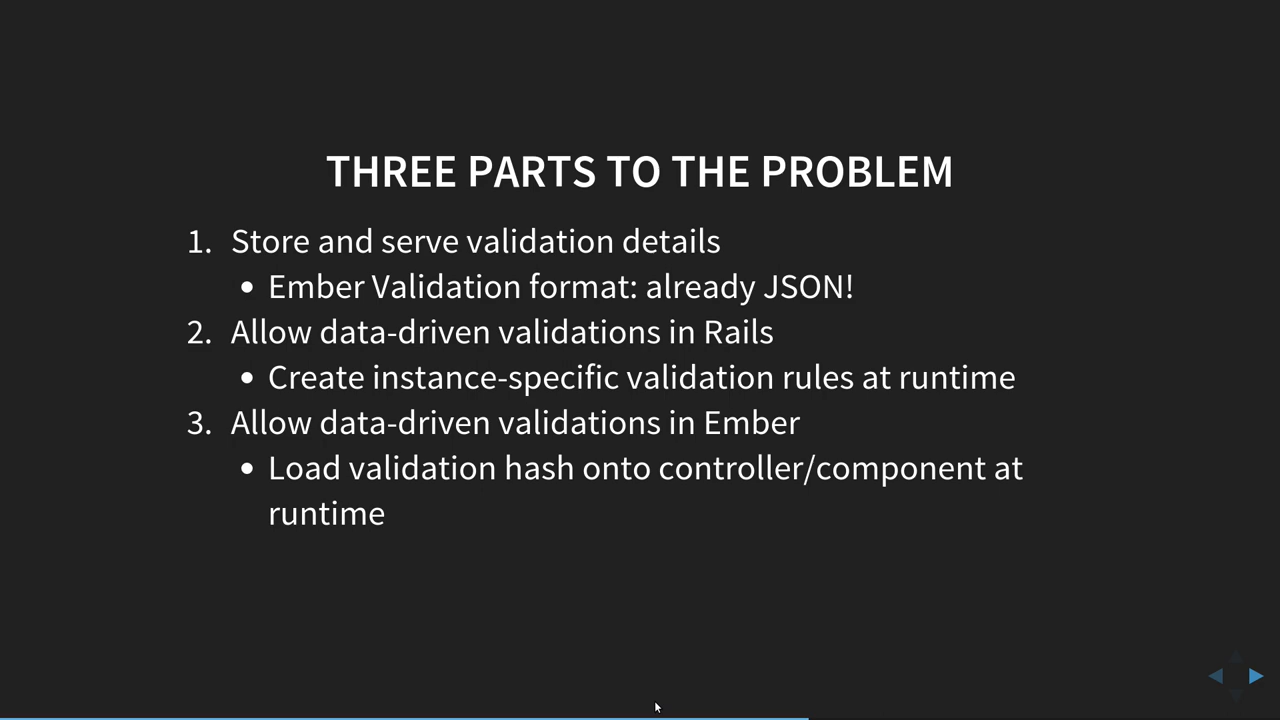 THREE PARTS TO THE PROBLEM
1. Store and serve validation details
• Ember Validation format: already JSON!
2. Allow data-driven validations in Rails
• Create instance-specific validation rules at runtime
3. Allow data-driven validations in Ember
• Load validation hash onto controller/component at
runtime